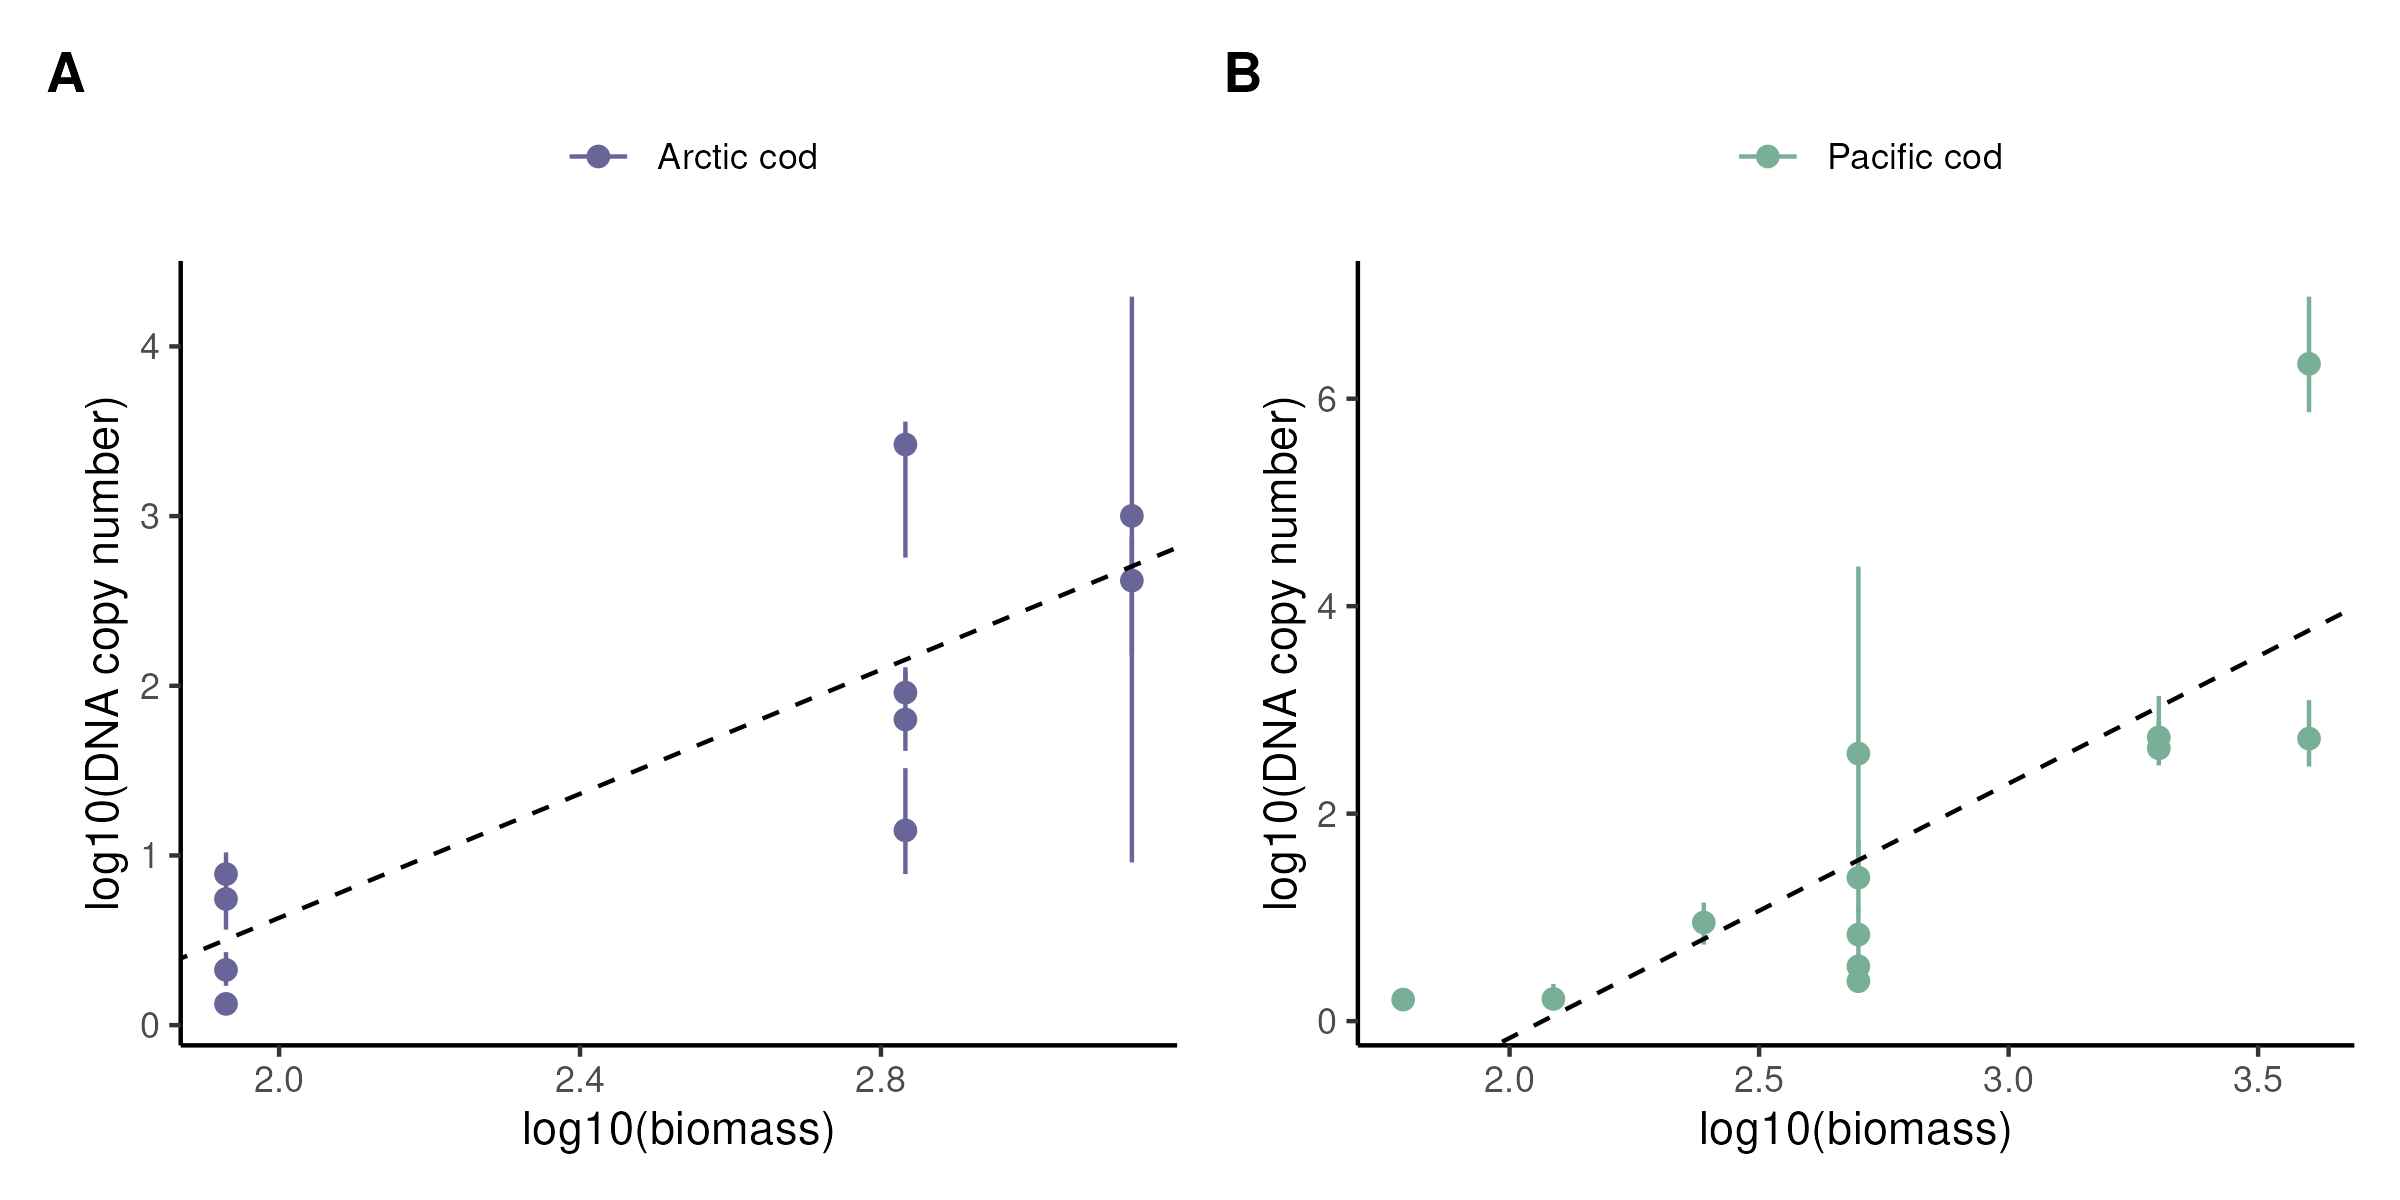 A
Arctic cod
log10(DNA copy number)
4
3
2
1
0
2.0 2.4 2.8
log10(biomass)
B
Pacific cod
log10(DNA copy number)
6
4
2
0
2.0 2.5 3.0 3.5
log10(biomass)